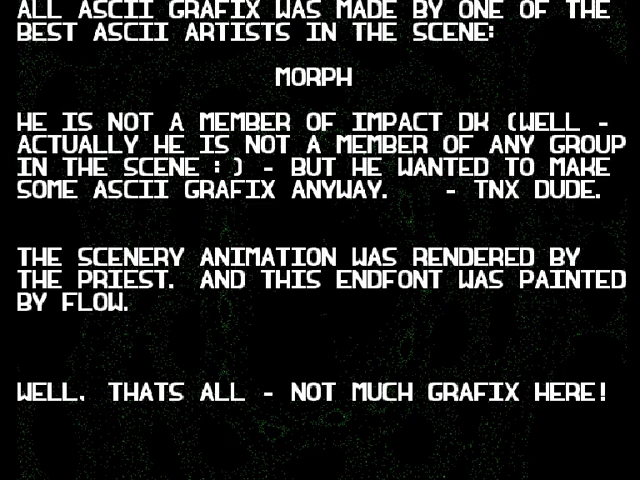 ALL ASCII GRAFIX WAS MADE BY ONE OF THE
BEST ASCII ARTISTS IN THE SCENE:
MORPH
HE IS NOT A MEMBER OF IMPACT DK (WELL -
ACTUALLY HE IS NOT A MEMBER OF ANY GROUP
IN THE SCENE : ) - BUT HE WANTED TO MAKE
SOME ASCII GRAFIX ANYWAY. - TNX DUDE.
THE SCENERY ANIMATION WAS RENDERED BY
THE PRIEST. AND THIS ENDFONT WAS PAINTED
BY FLOW.
WELL, THATS ALL - NOT MUCH GRAFIX HERE!